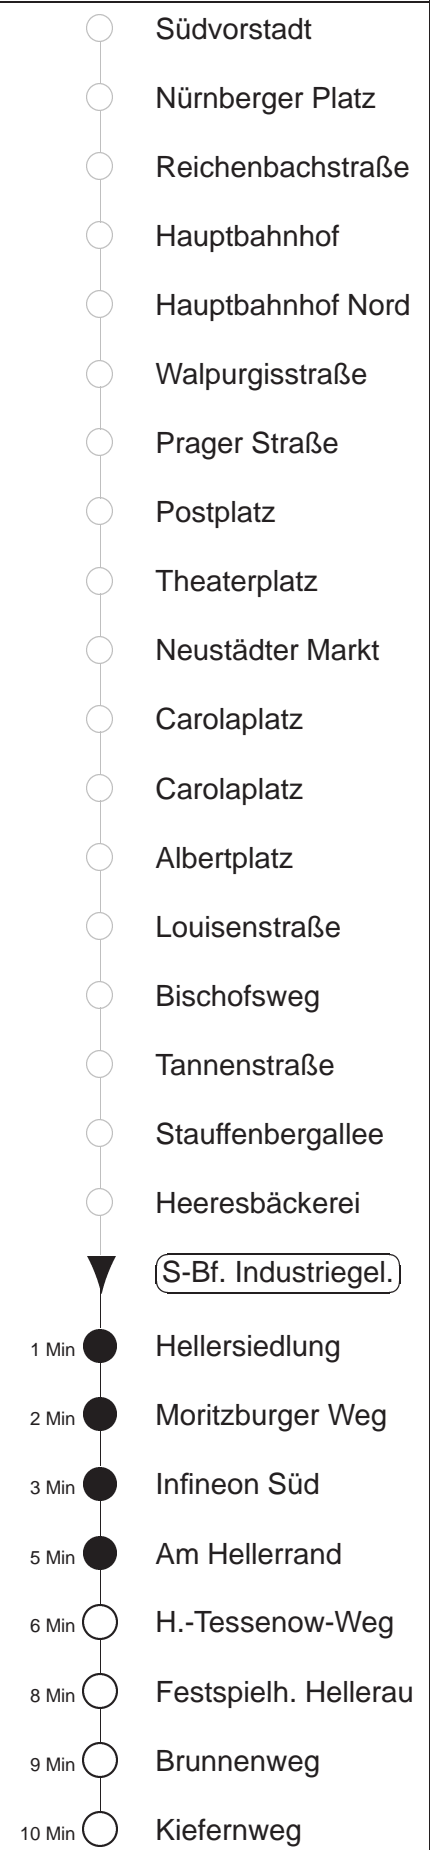 Südvorstadt
Nürnberger Platz
Reichenbachstraße
Hauptbahnhof
Hauptbahnhof Nord
Walpurgisstraße
Prager Straße
Postplatz
Theaterplatz
Neustädter Markt
Carolaplatz
Carolaplatz
Albertplatz
Louisenstraße
Bischofsweg
Tannenstraße
Stauffenbergallee
Heeresbäckerei
S-Bf. Industriegel.
1 Min Hellersiedlung
2 Min Moritzburger Weg
3 Min Infineon Süd
5 Min Am Hellerrand
6 Min H.-Tessenow-Weg
8 Min Festspielh. Hellerau
9 Min Brunnenweg
10 Min Kiefernweg